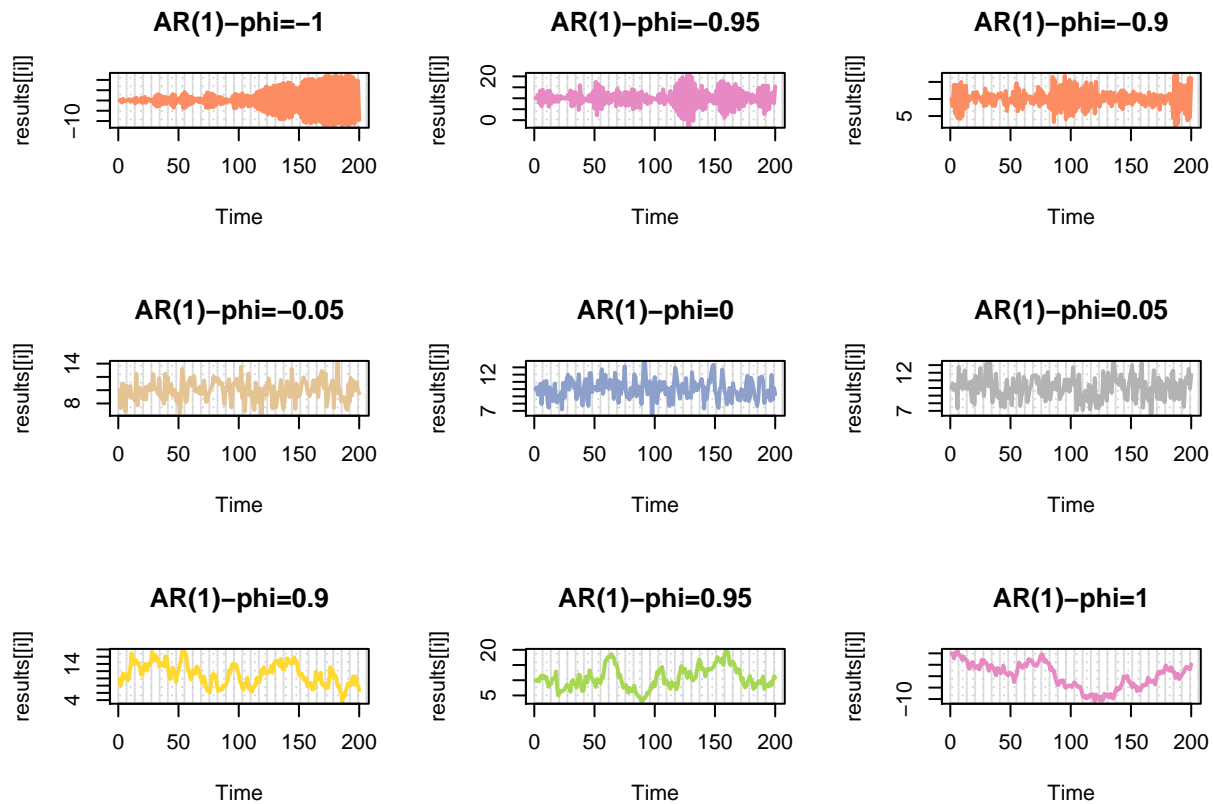 AR(1)−phi=−1
results[[i]]
−10
0 50 100 150 200
Time
AR(1)−phi=−0.95
results[[i]]
20
0
0 50 100 150 200
Time
AR(1)−phi=−0.9
results[[i]]
5
0 50 100 150 200
Time
AR(1)−phi=−0.05
results[[i]]
14
8
0 50 100 150 200
Time
AR(1)−phi=0
results[[i]]
12
7
0 50 100 150 200
Time
AR(1)−phi=0.05
results[[i]]
12
7
0 50 100 150 200
Time
AR(1)−phi=0.9
results[[i]]
14
4
0 50 100 150 200
Time
AR(1)−phi=0.95
results[[i]]
20
5
0 50 100 150 200
Time
AR(1)−phi=1
results[[i]]
−10
0 50 100 150 200
Time